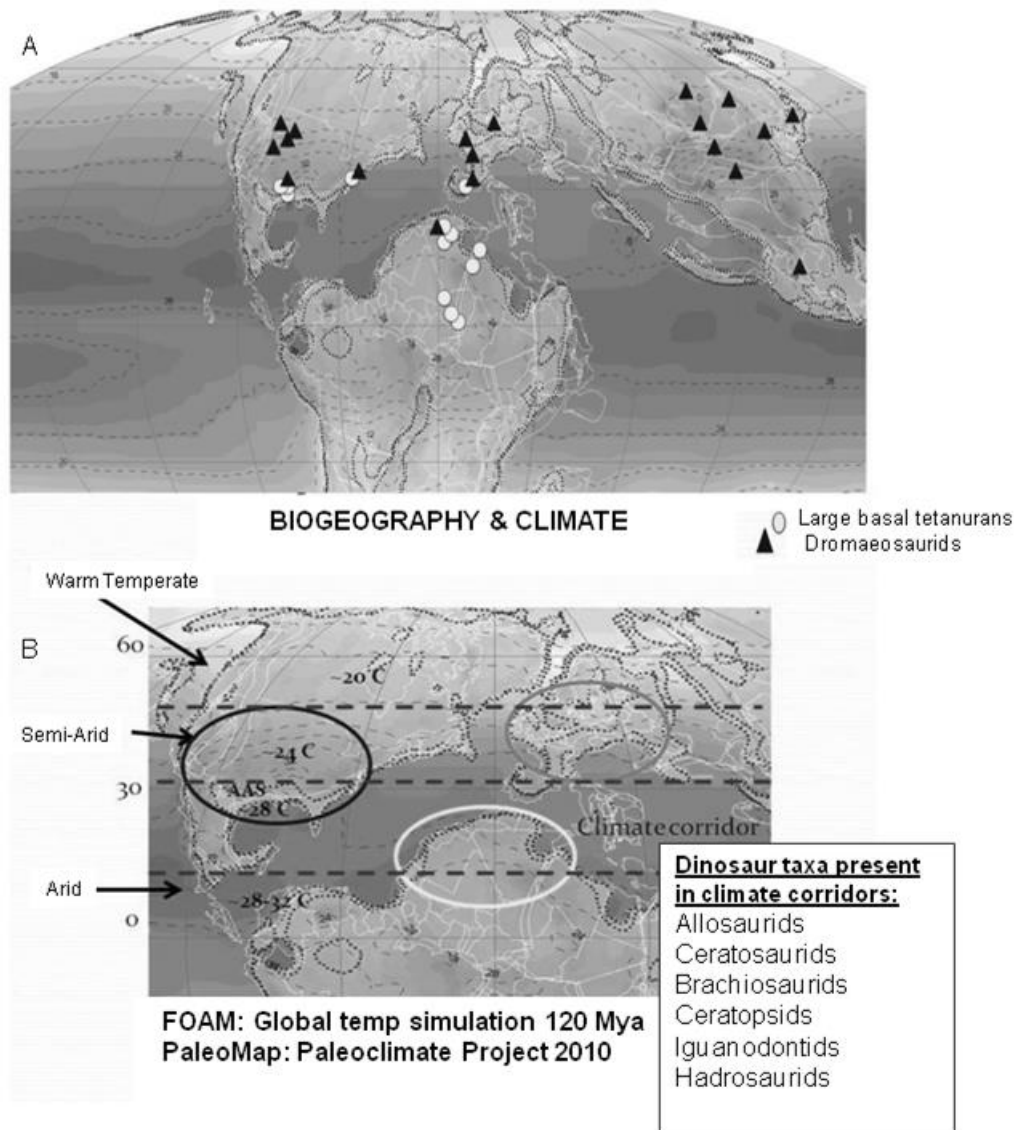 A
BIOGEOGRAPHY & CLIMATE
Large basal tetanurans
Dromaeosaurids
Warm Temperate
B
60
~20 C
Semi-Arid
~24 C
30
AAS
~28 C
Climate corridor
Arid
~28-32 C
0
Dinosaur taxa present
in climate corridors:
Allosaurids
Ceratosaurids
Brachiosaurids
Ceratopsids
Iguanodontids
Hadrosaurids
FOAM: Global temp simulation 120 Mya
PaleoMap: Paleoclimate Project 2010